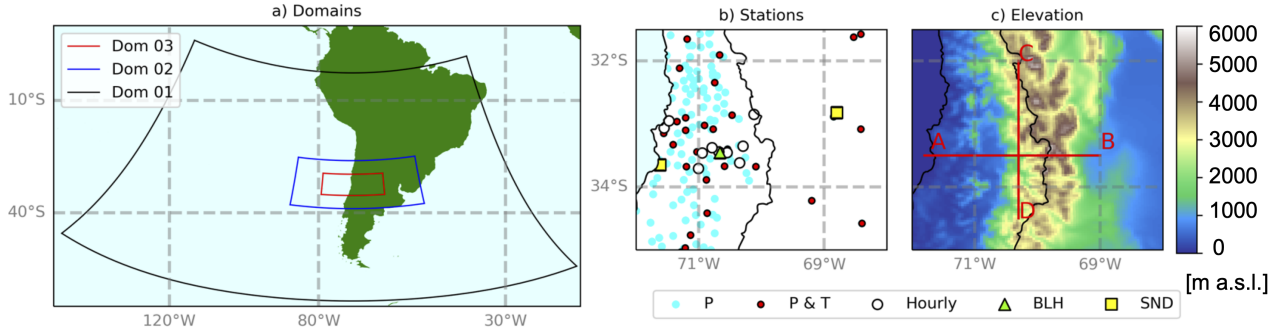 a) Domains
Dom 03
Dom 02
Dom 01
10°S
40°S
120°W
80°W
30°W
b) Stations
32°S
34°S
71°W
69°W
c) Elevation
A
B
C
D
71°W
69°W
6000
5000
4000
3000
2000
1000
0
[m a.s.l.]
P
P & T
Hourly
BLH
SND